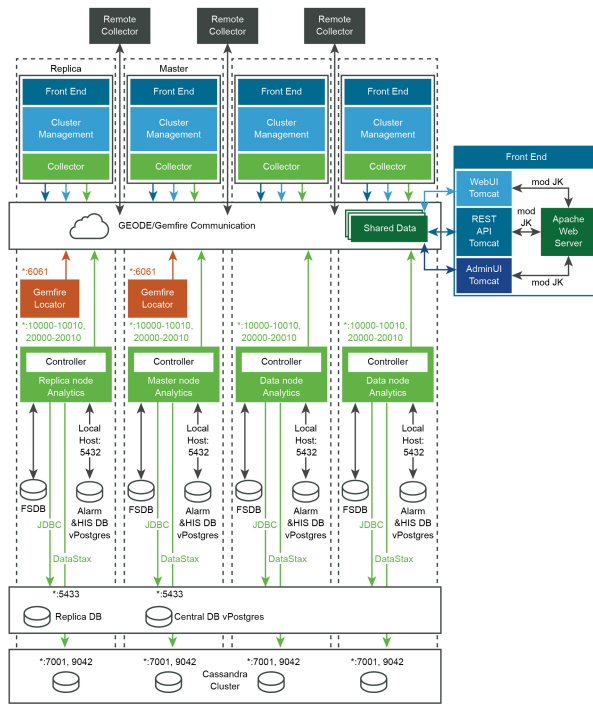 Remote
Collector
Remote
Collector
Remote
Collector
Replica
Master
Front End
Front End
Front End
Front End
Cluster
Management
Cluster
Management
Cluster
Management
Cluster
Management
Collector
Collector
Collector
Collector
Front End
WebUI
Tomcat
mod JK
REST
API
Tomcat
mod
JK
Apache
Web
Server
AdminUI
Tomcat
mod JK
GEODE/Gemfire Communication
Shared Data
*:6061
*:6061
Gemfire
Locator
Gemfire
Locator
*:10000-10010,
20000-20010
*:10000-10010,
20000-20010
*:10000-10010,
20000-20010
*:10000-10010,
20000-20010
Controller
Controller
Controller
Controller
Replica node
Analytics
Master node
Analytics
Data node
Analytics
Data node
Analytics
Local
Host:
5432
Local
Host:
5432
Local
Host:
5432
Local
Host:
5432
FSDB
FSDB
FSDB
FSDB
Alarm
&HIS DB
vPostgres
Alarm
&HIS DB
vPostgres
Alarm
&HIS DB
vPostgres
Alarm
&HIS DB
vPostgres
JDBC
JDBC
JDBC
JDBC
DataStax
DataStax
DataStax
DataStax
*:5433
*:5433
Replica DB
Central DB vPostgres
*:7001, 9042
*:7001, 9042
*:7001, 9042
*:7001, 9042
Cassandra
Cluster